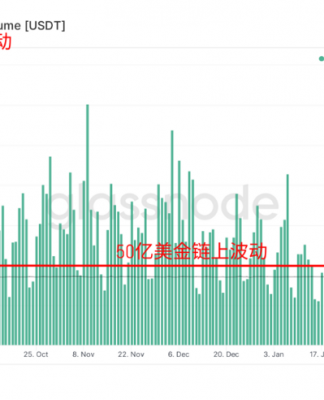 ume [USDT]
动
glassnode
50亿美金链上波动
25. Oct 8. Nov 22. Nov 6. Dec 20. Dec 3. Jan 17. J